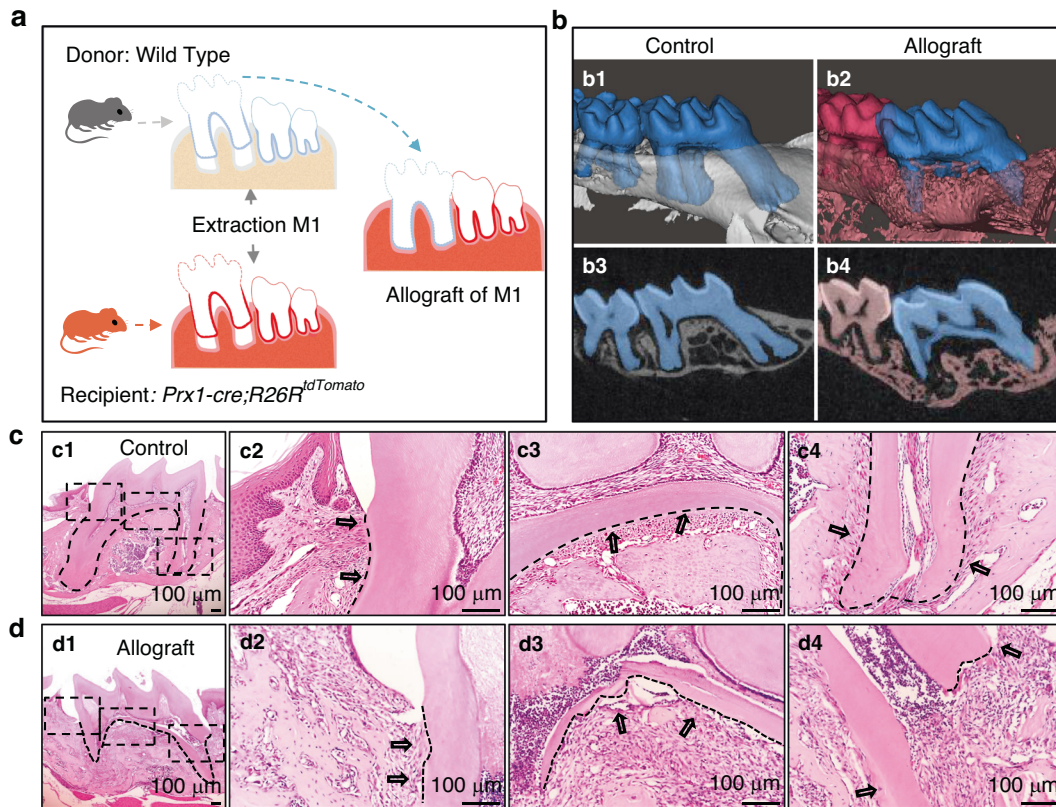 a
Donor: Wild Type
Extraction M1
Allograft of M1
Recipient: Prx1-cre;R26R^tdTomato
b
Control
Allograft
b1
b2
b3
b4
c
c1
Control
100 μm
c2
100 μm
c3
100 μm
c4
100 μm
d
d1
Allograft
100 μm
d2
100 μm
d3
100 μm
d4
100 μm